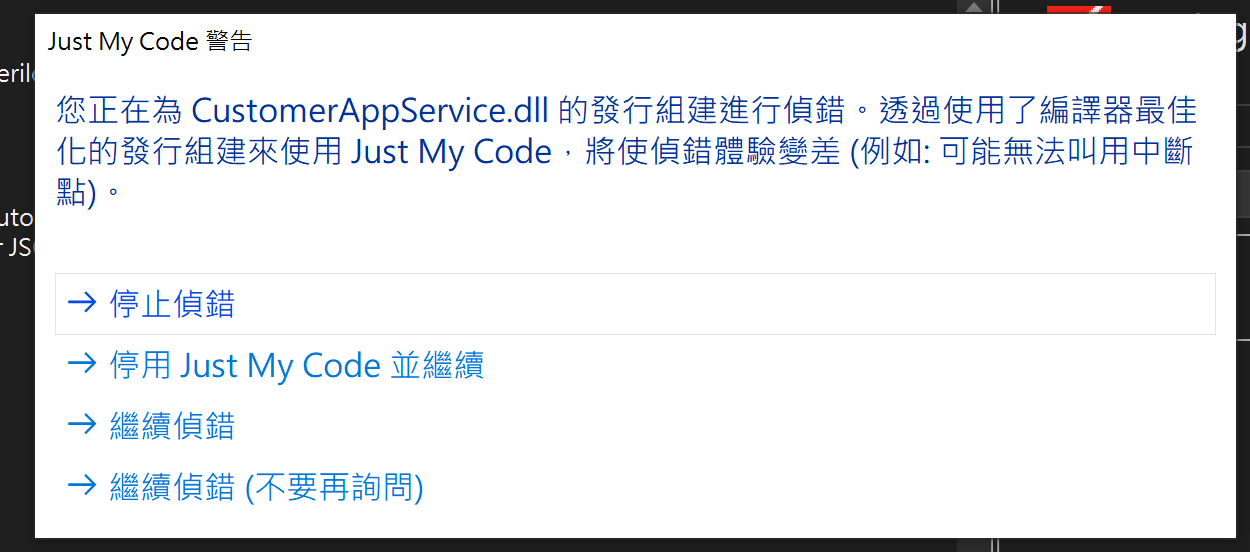 Just My Code 警告
您正在為 CustomerAppService.dll 的發行組建進行偵錯。透過使用了編譯器最佳
化的發行組建來使用 Just My Code，將使偵錯體驗變差 (例如: 可能無法叫用中斷
點)。
→ 停止偵錯
→ 停用 Just My Code 並繼續
→ 繼續偵錯
→ 繼續偵錯 (不要再詢問)